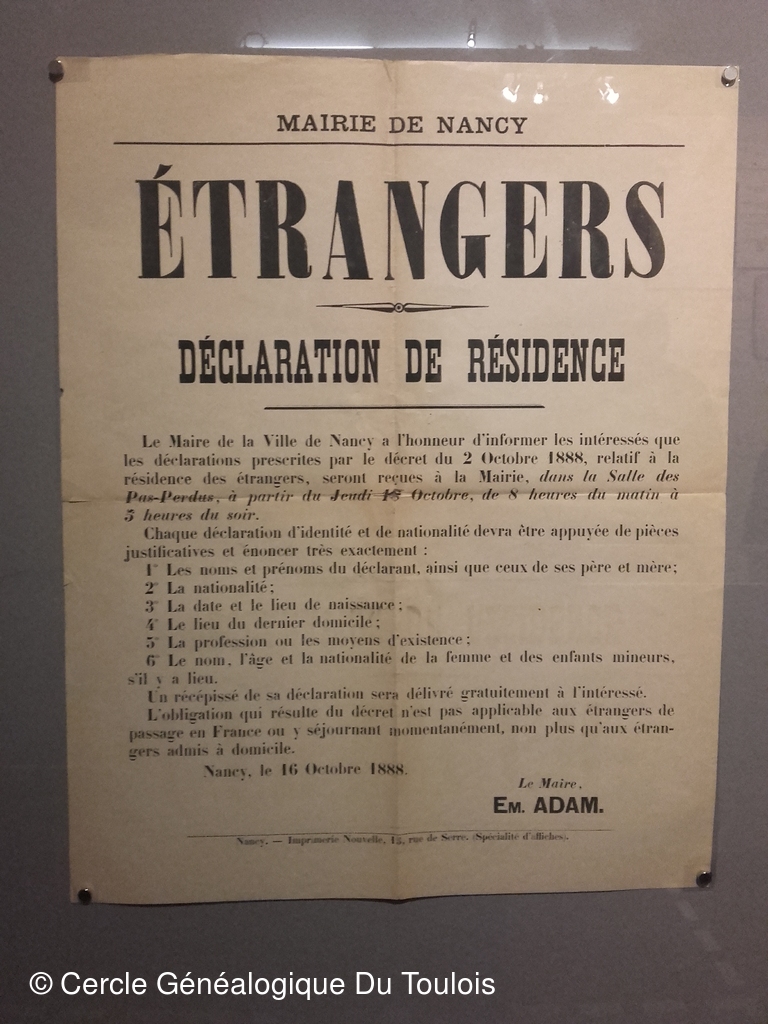 MAIRIE DE NANCY
ÉTRANGERS
DÉCLARATION DE RÉSIDENCE
Le Maire de la Ville de Nancy a l'honneur d'informer les intéressés que
les déclarations prescrites par le décret du 2 Octobre 1888, relatif à la
résidence des étrangers, seront reçues à la Mairie, dans la Salle des
Pas-Perdus, à partir du Jeudi Octobre, de 8 heures du matin à
5 heures du soir.
Chaque déclaration d'identité et de nationalité devra être appuyée de pièces
justificatives et énoncer très exactement :
1° Les noms et prénoms du déclarant, ainsi que ceux de ses père et mère;
2° La nationalité;
3° La date et le lieu de naissance;
4° Le lieu du dernier domicile;
5° La profession ou les moyens d'existence;
6° Le nom, l'âge et la nationalité de la femme et des enfants mineurs,
s'il y a lieu.
Un récépissé de sa déclaration sera délivré gratuitement à l'intéressé.
L'obligation qui résulte du décret n'est pas applicable aux étrangers de
passage en France ou y séjournant momentanément, non plus qu'aux étran-
gers admis à domicile.
Nancy, le 16 Octobre 1888.
Le Maire,
EM. ADAM.
Nancy. — Imprimerie Nouvelle, 15, rue de Serre. (Spécialité d'affiches).
© Cercle Généalogique Du Toulois